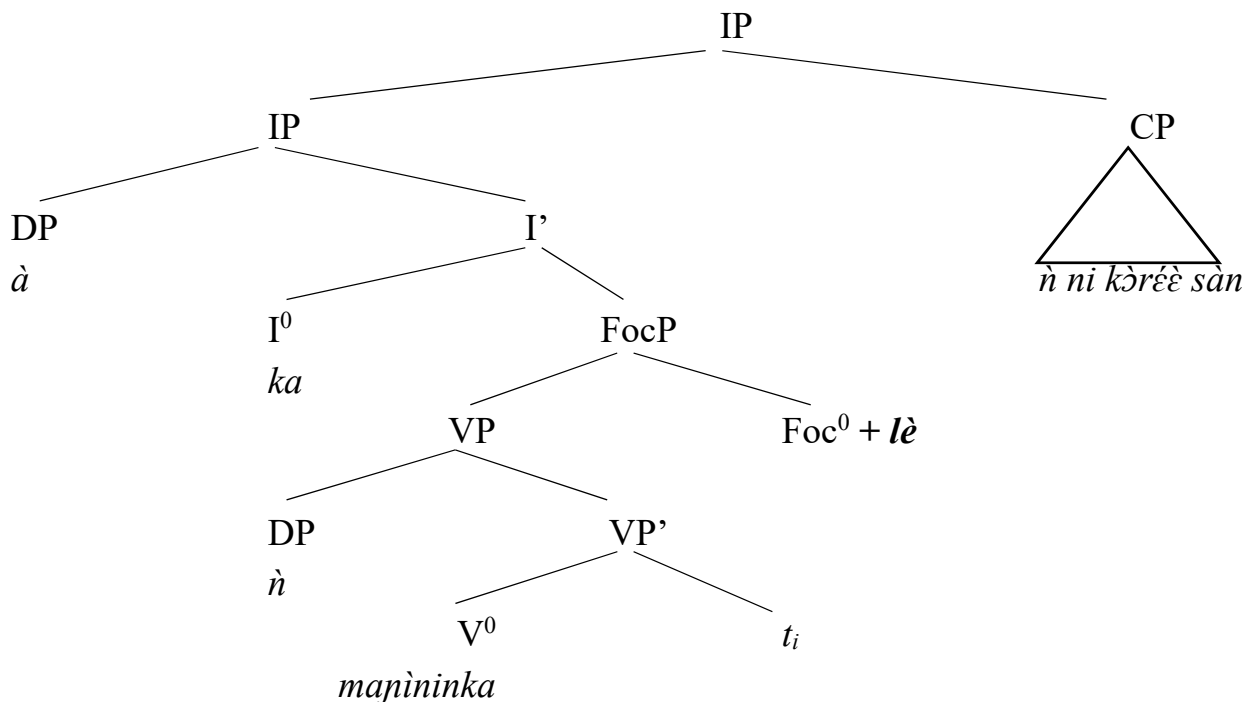 IP
IP CP
DP I’
à ǹ ni kɔ̀rɛ́ɛ̀ sàn
I⁰ FocP
ka
VP Foc⁰ + lè
DP VP’
ǹ
V⁰ tᵢ
maɲìninka